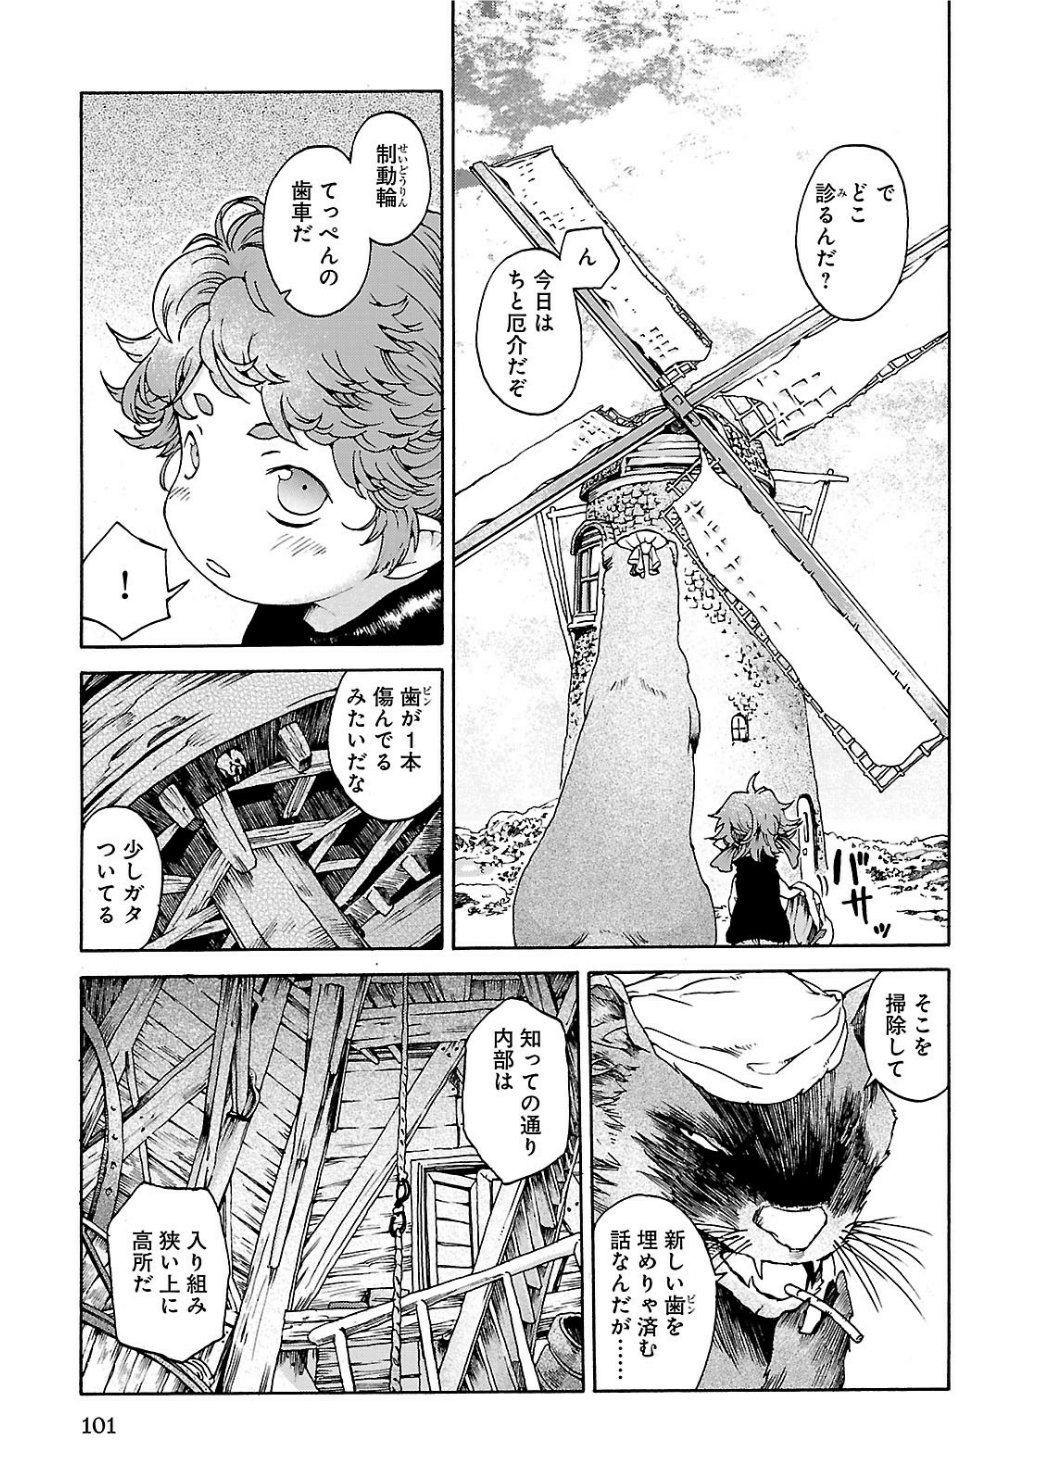 で
どこ
診るんだ?
ん
今日は
ちと厄介だぞ
バサッ
制動輪
てっぺんの
歯車だ
!
歯が1本
傷んでる
みたいだな
少しガタ
ついてる
そこを
掃除して
新しい歯を
埋めりゃ済む
話なんだが……
知っての通り
内部は
入り組み
狭い上に
高所だ
101